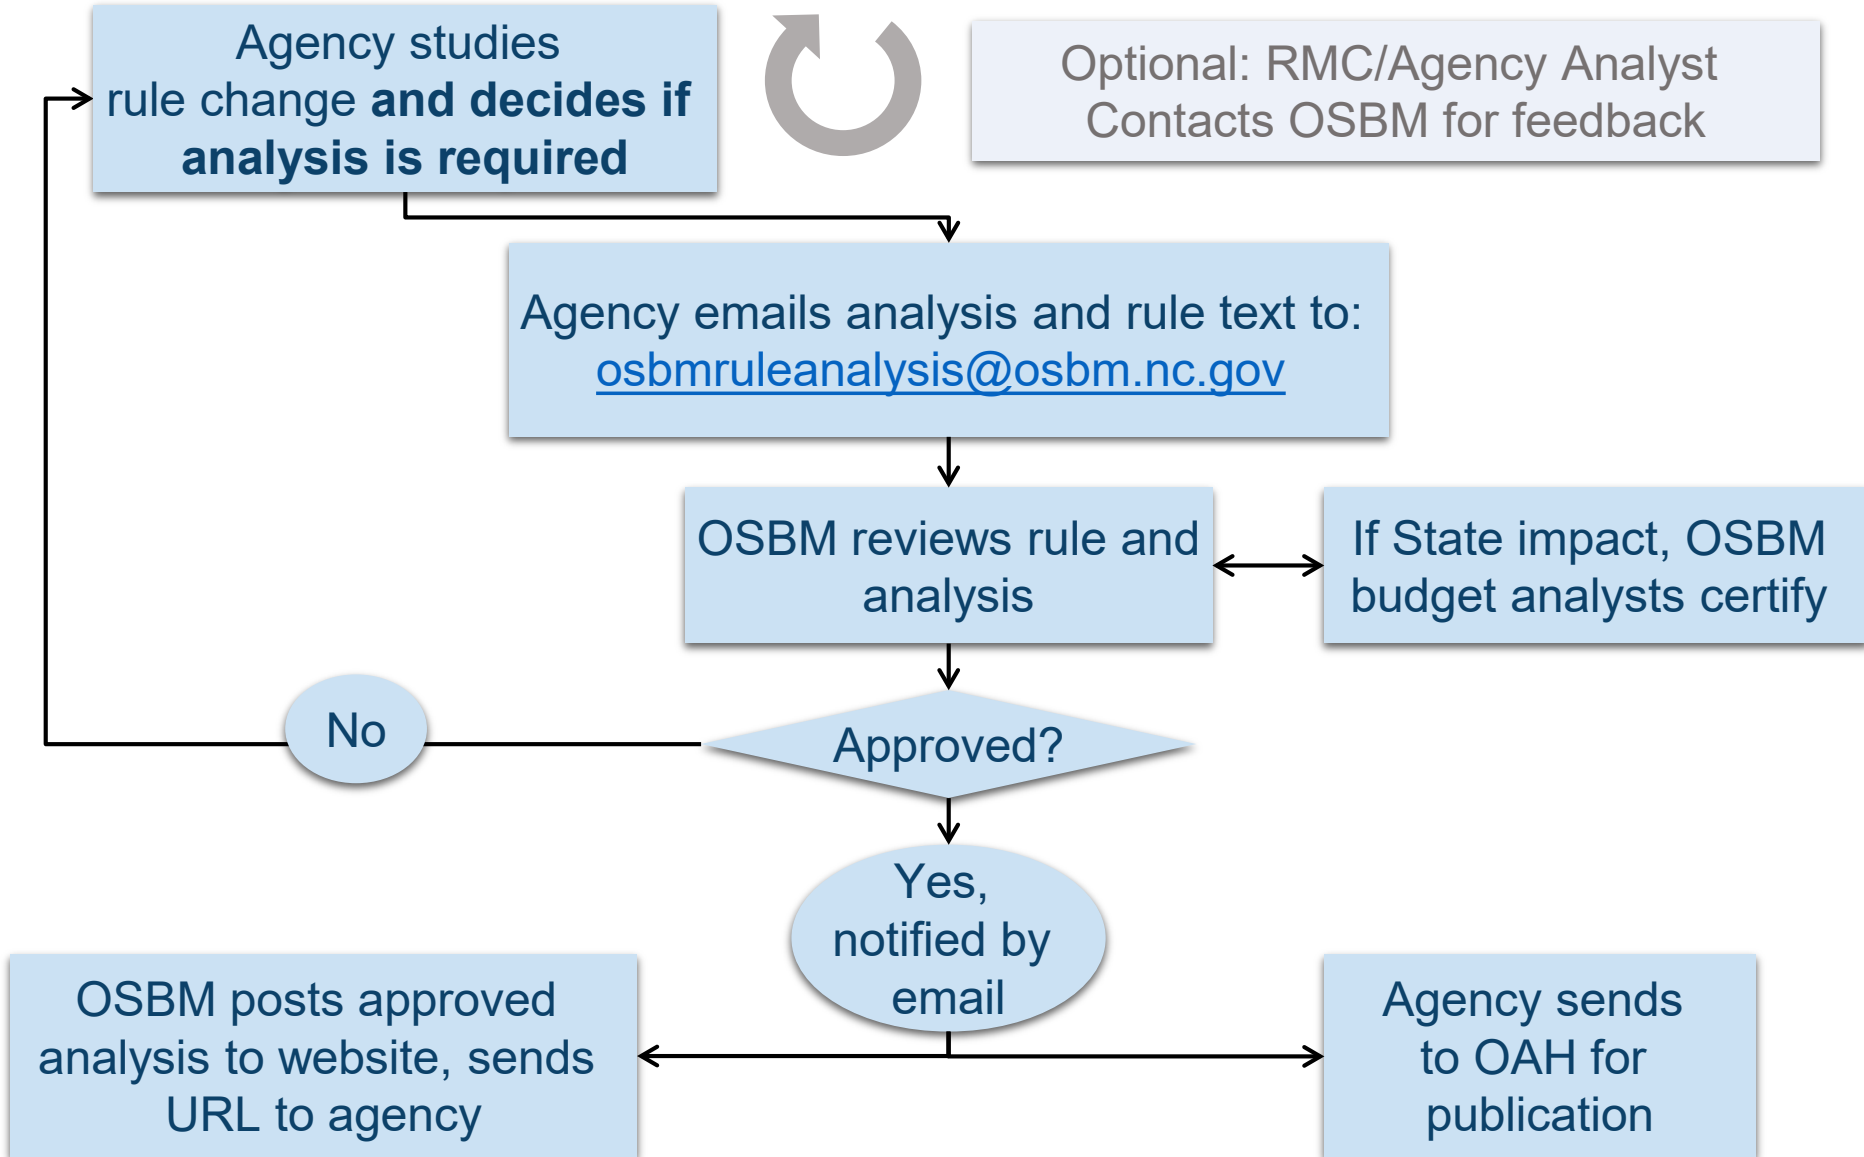 Agency studies
rule change and decides if
analysis is required
Optional: RMC/Agency Analyst
Contacts OSBM for feedback
Agency emails analysis and rule text to:
osbmruleanalysis@osbm.nc.gov
OSBM reviews rule and
analysis
If State impact, OSBM
budget analysts certify
No
Approved?
Yes,
notified by
email
OSBM posts approved
analysis to website, sends
URL to agency
Agency sends
to OAH for
publication